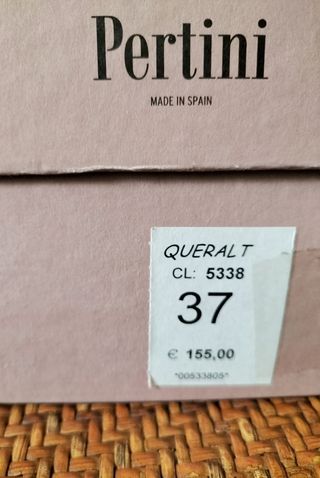 Pertini
MADE IN SPAIN
QUERALT
CL: 5338
37
€ 155,00
*00533805*